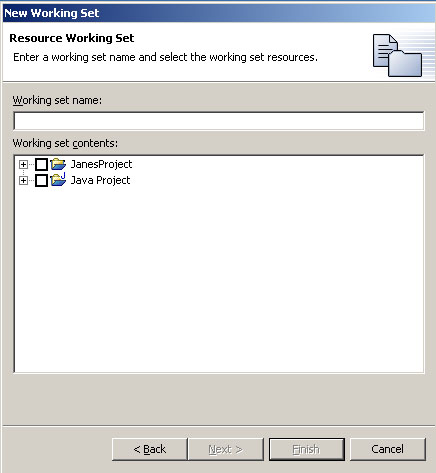 New Working Set
Resource Working Set
Enter a working set name and select the working set resources.
Working set name:
Working set contents:
JanesProject
Java Project
< Back
Next >
Finish
Cancel